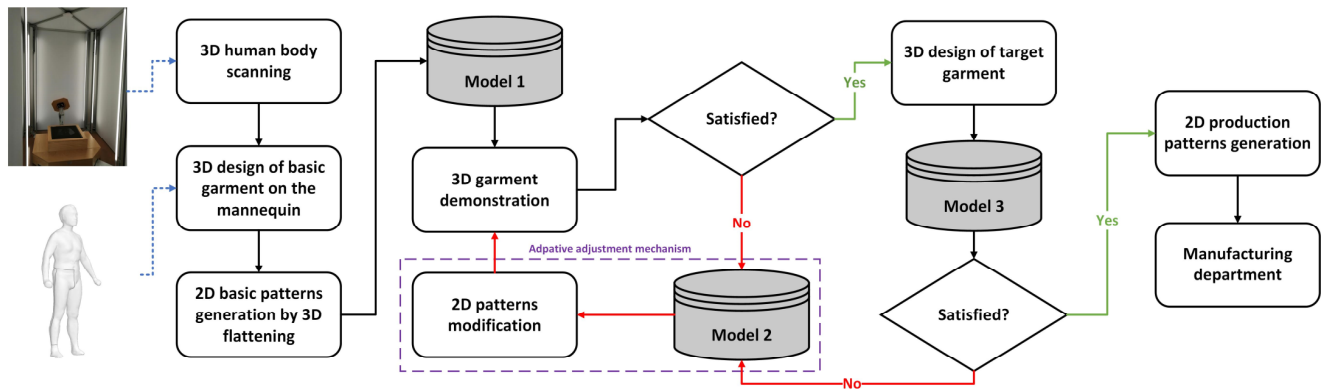 3D human body
scanning
3D design of basic
garment on the
mannequin
2D basic patterns
generation by 3D
flattening
Model 1
3D garment
demonstration
Satisfied?
Yes
No
Adpative adjustment mechanism
2D patterns
modification
Model 2
3D design of target
garment
Model 3
Satisfied?
No
Yes
2D production
patterns generation
Manufacturing
department